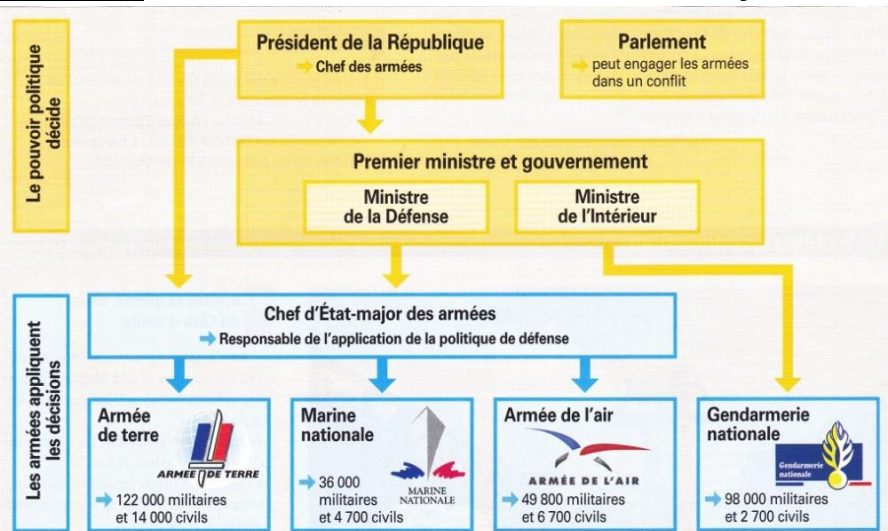 Le pouvoir politique
décide
Président de la République
Chef des armées
Parlement
peut engager les armées
dans un conflit
Premier ministre et gouvernement
Ministre
de la Défense
Ministre
de l'Intérieur
Les armées appliquent
les décisions
Chef d'État-major des armées
Responsable de l'application de la politique de défense
Armée
de terre
ARMÉE DE TERRE
122 000 militaires
et 14 000 civils
Marine
nationale
MARINE
NATIONALE
36 000
militaires
et 4 700 civils
Armée de l'air
ARMÉE DE L'AIR
49 800 militaires
et 6 700 civils
Gendarmerie
nationale
Gendarmerie
nationale
98 000 militaires
et 2 700 civils